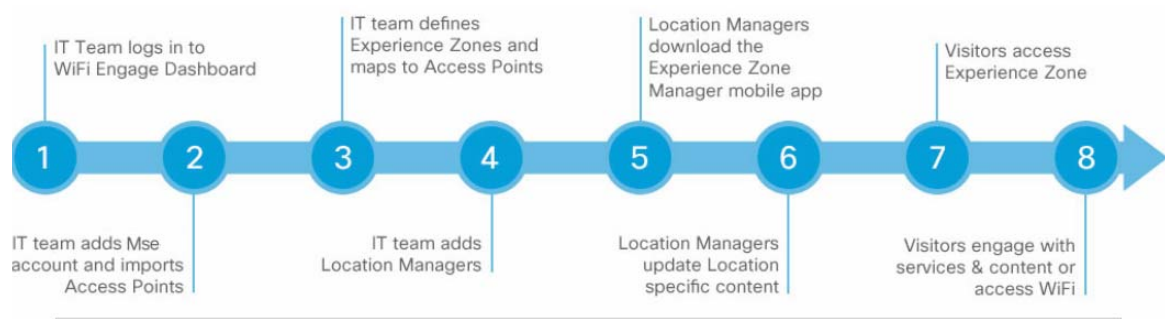 IT Team logs in to
WiFi Engage Dashboard
IT team defines
Experience Zones and
maps to Access Points
Location Managers
download the
Experience Zone
Manager mobile app
Visitors access
Experience Zone
1
2
3
4
5
6
7
8
IT team adds Mse
account and imports
Access Points
IT team adds
Location Managers
Location Managers
update Location
specific content
Visitors engage with
services & content or
access WiFi